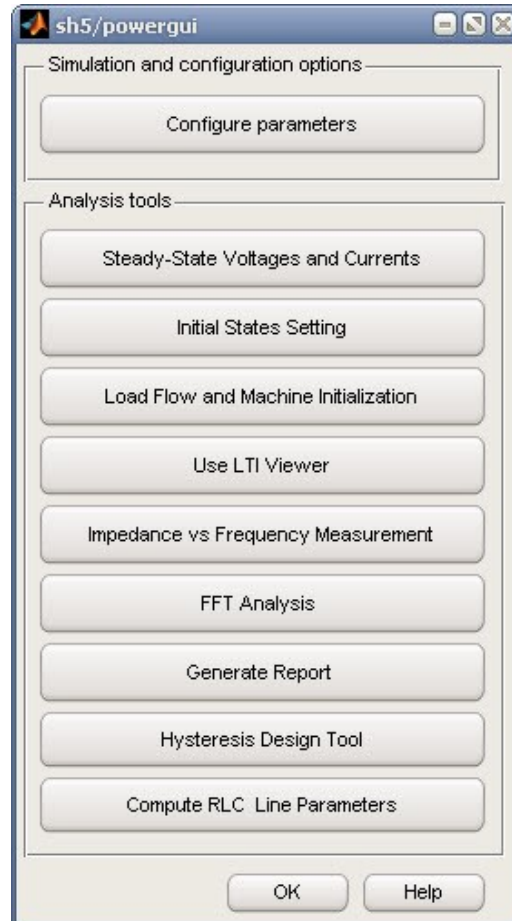 sh5/powergui
Simulation and configuration options
Configure parameters
Analysis tools
Steady-State Voltages and Currents
Initial States Setting
Load Flow and Machine Initialization
Use LTI Viewer
Impedance vs Frequency Measurement
FFT Analysis
Generate Report
Hysteresis Design Tool
Compute RLC  Line Parameters
OK Help